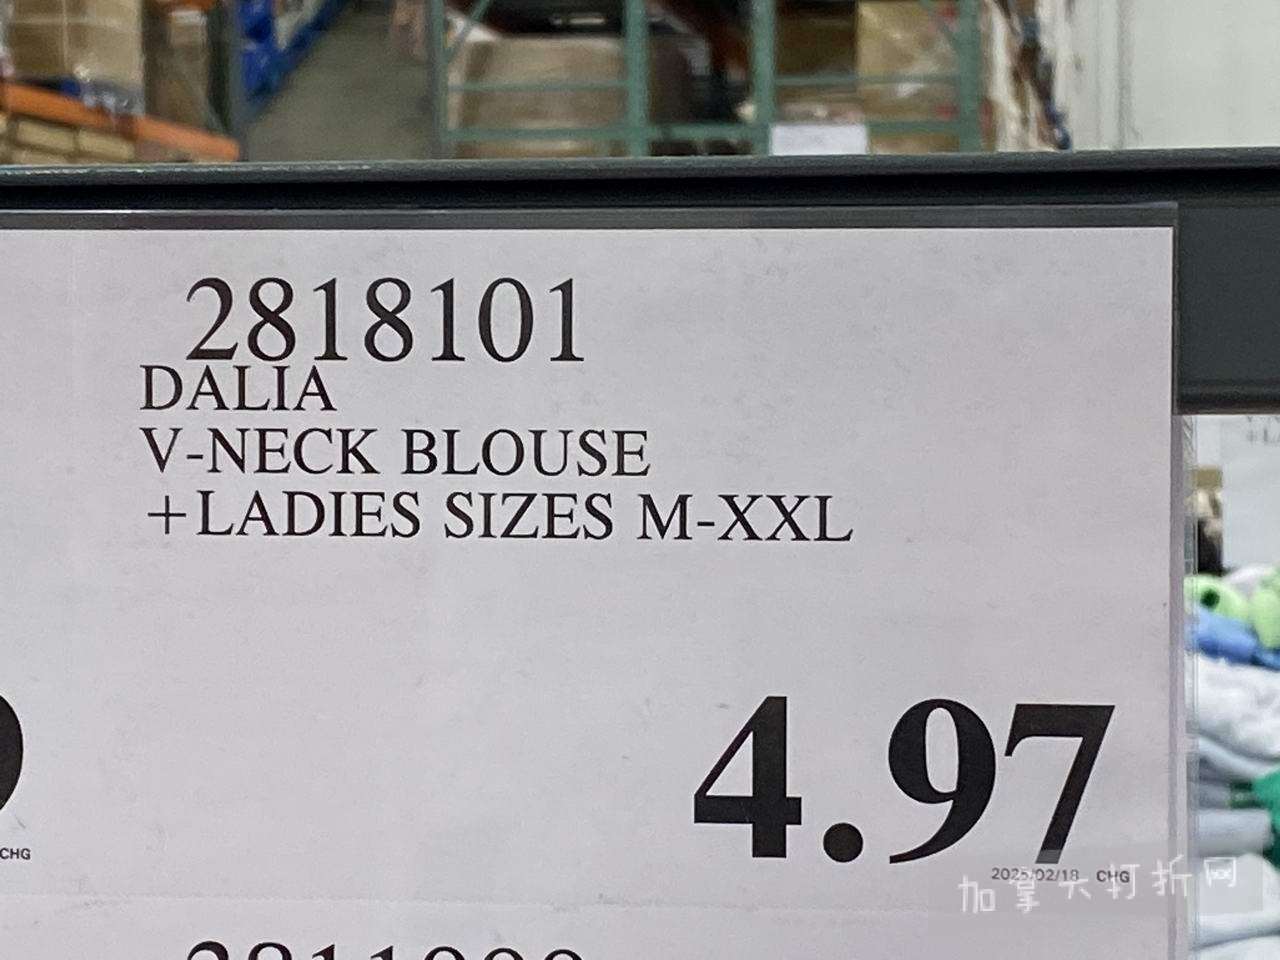 2818101
DALIA
V-NECK BLOUSE
+LADIES SIZES M-XXL
4.97
2025/02/18 CHG
CHG
加拿大打折网